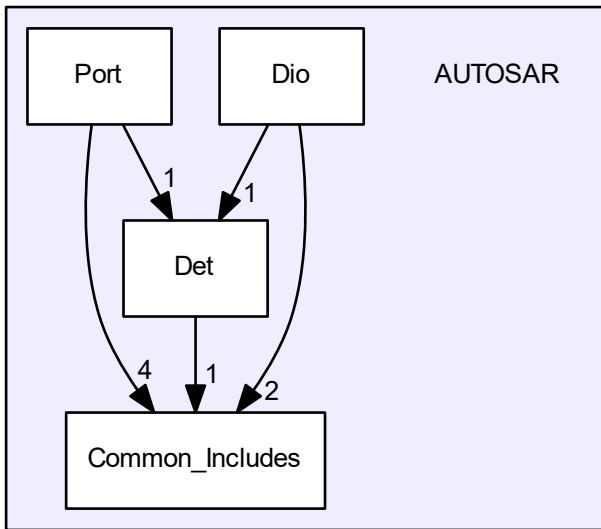 Port
Dio
AUTOSAR
1
1
Det
4
1
2
Common_Includes